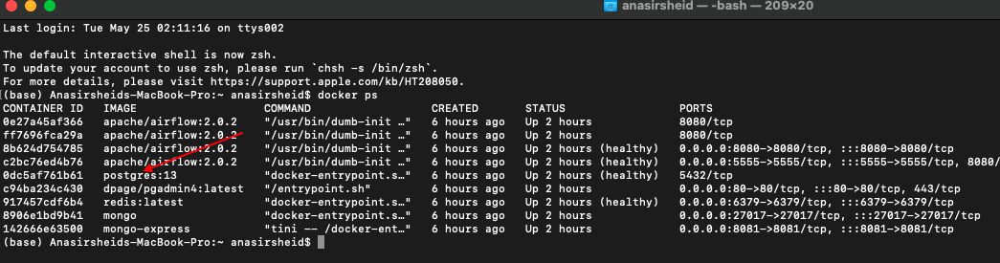 anasirsheid — -bash — 209×20
Last login: Tue May 25 02:11:16 on ttys002
The default interactive shell is now zsh.
To update your account to use zsh, please run `chsh -s /bin/zsh`.
For more details, please visit https://support.apple.com/kb/HT208050.
(base) Anasirsheids-MacBook-Pro:~ anasirsheid$ docker ps
CONTAINER ID IMAGE COMMAND CREATED STATUS PORTS
0e27a45af366 apache/airflow:2.0.2 "/usr/bin/dumb-init …" 6 hours ago Up 2 hours 8080/tcp
ff7696fca29a apache/airflow:2.0.2 "/usr/bin/dumb-init …" 6 hours ago Up 2 hours 8080/tcp
8b624d754785 apache/airflow:2.0.2 "/usr/bin/dumb-init …" 6 hours ago Up 2 hours (healthy) 0.0.0.0:8080->8080/tcp, :::8080->8080/tcp
c2bc76ed4b76 apache/airflow:2.0.2 "/usr/bin/dumb-init …" 6 hours ago Up 2 hours (healthy) 0.0.0.0:5555->5555/tcp, :::5555->5555/tcp, 8080/
0dc5af761b61 postgres:13 "docker-entrypoint.s…" 6 hours ago Up 2 hours (healthy) 5432/tcp
c94ba234c430 dpage/pgadmin4:latest "/entrypoint.sh" 6 hours ago Up 2 hours 0.0.0.0:80->80/tcp, :::80->80/tcp, 443/tcp
917457cdf6b4 redis:latest "docker-entrypoint.s…" 6 hours ago Up 2 hours (healthy) 0.0.0.0:6379->6379/tcp, :::6379->6379/tcp
8906e1bd9b41 mongo "docker-entrypoint.s…" 6 hours ago Up 2 hours 0.0.0.0:27017->27017/tcp, :::27017->27017/tcp
142666e63500 mongo-express "tini -- /docker-ent…" 6 hours ago Up 2 hours 0.0.0.0:8081->8081/tcp, :::8081->8081/tcp
(base) Anasirsheids-MacBook-Pro:~ anasirsheid$